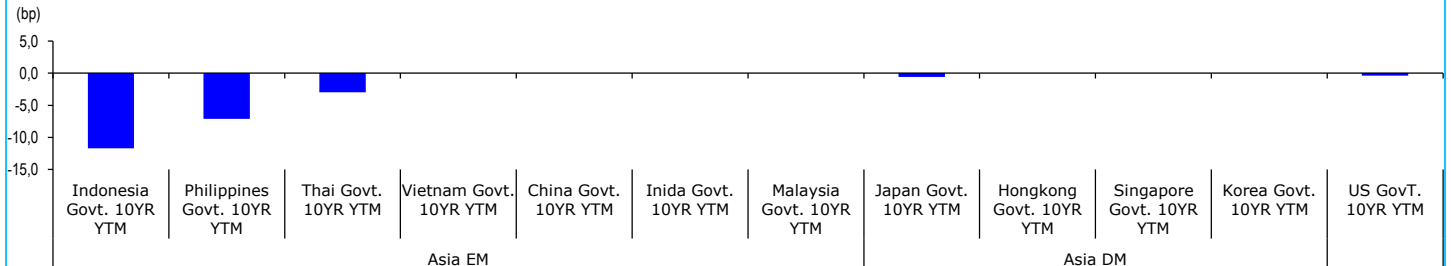 (bp)
5,0
0,0
-5,0
-10,0
-15,0
Indonesia
Govt. 10YR
YTM
Philippines
Govt. 10YR
YTM
Thai Govt.
10YR YTM
Vietnam Govt.
10YR YTM
China Govt.
10YR YTM
Inida Govt.
10YR YTM
Malaysia
Govt. 10YR
YTM
Japan Govt.
10YR YTM
Hongkong
Govt. 10YR
YTM
Singapore
Govt. 10YR
YTM
Korea Govt.
10YR YTM
US GovT.
10YR YTM
Asia EM
Asia DM